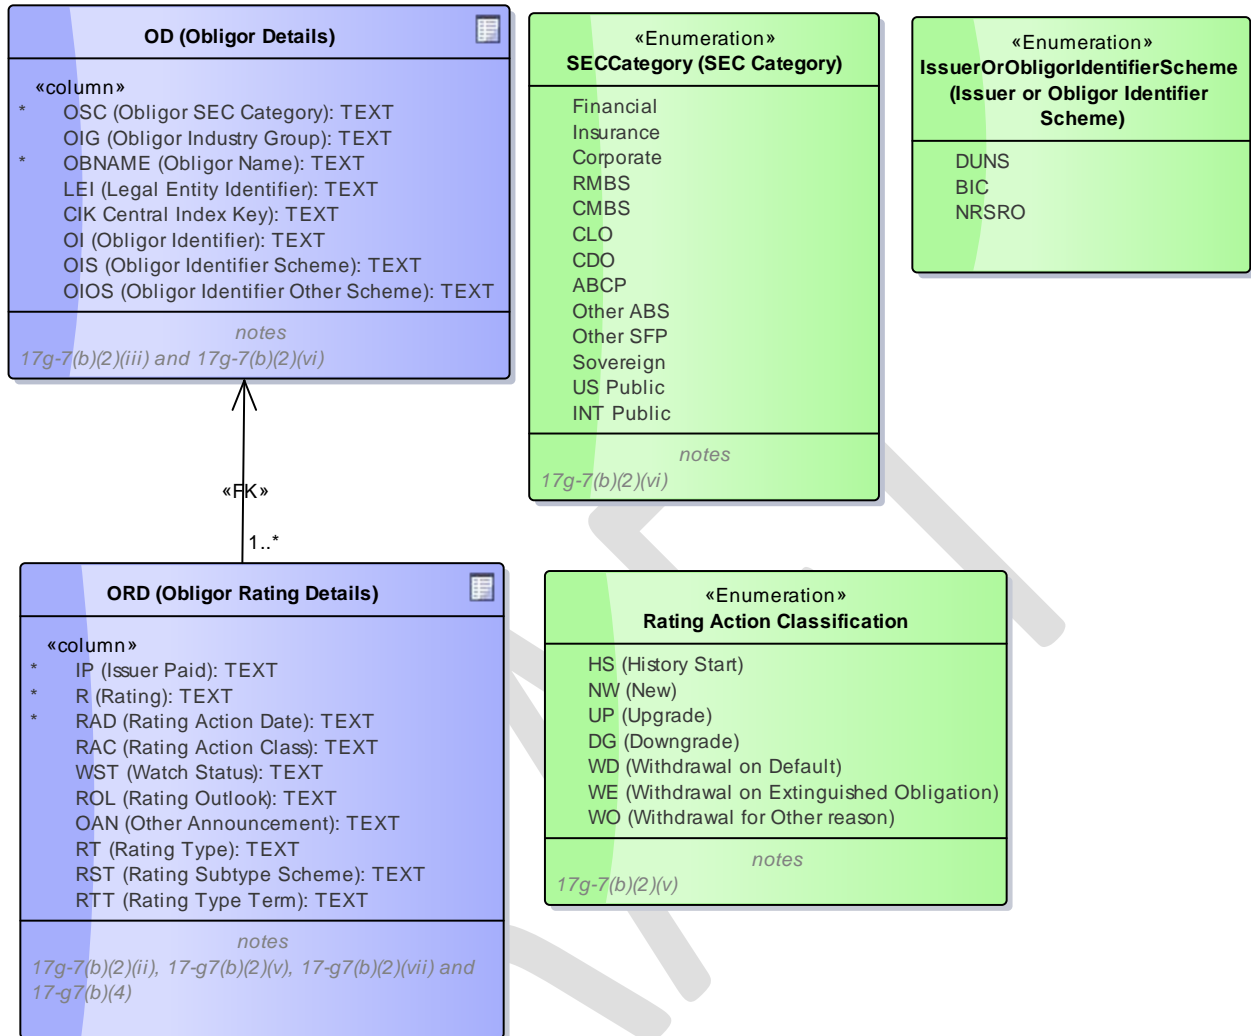 OD (Obligor Details)
«column»
* OSC (Obligor SEC Category): TEXT
OIG (Obligor Industry Group): TEXT
* OBNAME (Obligor Name): TEXT
LEI (Legal Entity Identifier): TEXT
CIK Central Index Key): TEXT
OI (Obligor Identifier): TEXT
OIS (Obligor Identifier Scheme): TEXT
OIOS (Obligor Identifier Other Scheme): TEXT
notes
17g-7(b)(2)(iii) and 17g-7(b)(2)(vi)
«Enumeration»
SECCategory (SEC Category)
Financial
Insurance
Corporate
RMBS
CMBS
CLO
CDO
ABCP
Other ABS
Other SFP
Sovereign
US Public
INT Public
notes
17g-7(b)(2)(vi)
«Enumeration»
IssuerOrObligorIdentifierScheme
(Issuer or Obligor Identifier
Scheme)
DUNS
BIC
NRSRO
«FK»
1..*
ORD (Obligor Rating Details)
«column»
* IP (Issuer Paid): TEXT
* R (Rating): TEXT
* RAD (Rating Action Date): TEXT
RAC (Rating Action Class): TEXT
WST (Watch Status): TEXT
ROL (Rating Outlook): TEXT
OAN (Other Announcement): TEXT
RT (Rating Type): TEXT
RST (Rating Subtype Scheme): TEXT
RTT (Rating Type Term): TEXT
notes
17g-7(b)(2)(ii), 17-g7(b)(2)(v), 17-g7(b)(2)(vii) and
17-g7(b)(4)
«Enumeration»
Rating Action Classification
HS (History Start)
NW (New)
UP (Upgrade)
DG (Downgrade)
WD (Withdrawal on Default)
WE (Withdrawal on Extinguished Obligation)
WO (Withdrawal for Other reason)
notes
17g-7(b)(2)(v)